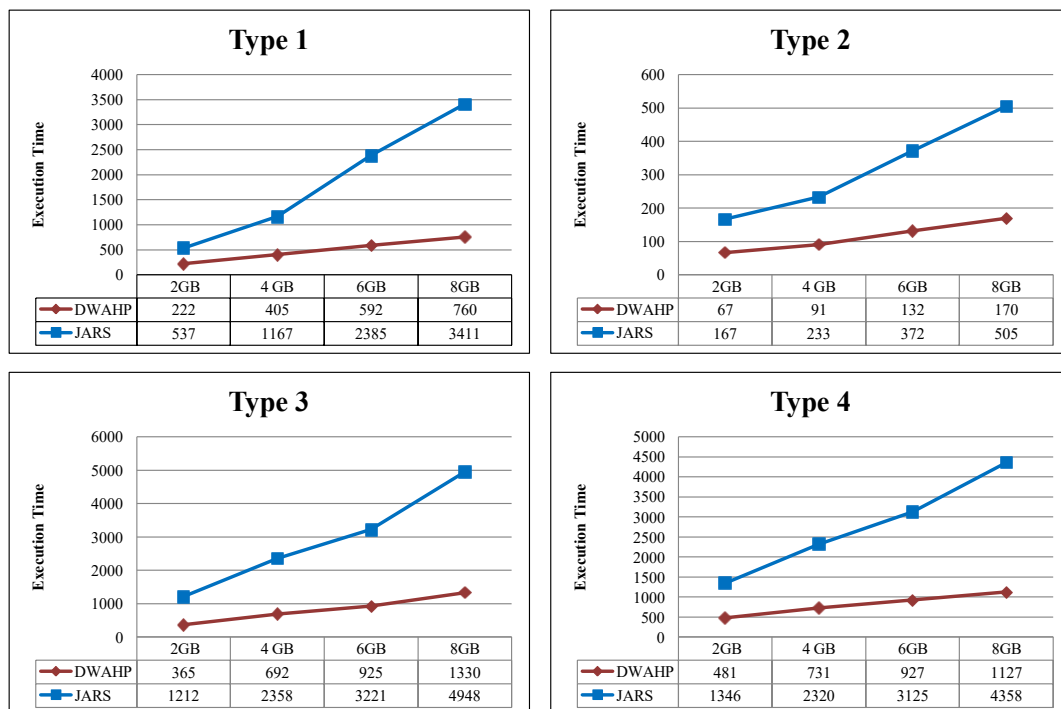 Type 1
Execution Time
4000
3500
3000
2500
2000
1500
1000
500
0
2GB 4 GB 6GB 8GB
DWAHP 222 405 592 760
JARS 537 1167 2385 3411
Type 2
Execution Time
600
500
400
300
200
100
0
2GB 4 GB 6GB 8GB
DWAHP 67 91 132 170
JARS 167 233 372 505
Type 3
Execution Time
6000
5000
4000
3000
2000
1000
0
2GB 4 GB 6GB 8GB
DWAHP 365 692 925 1330
JARS 1212 2358 3221 4948
Type 4
Execution Time
5000
4500
4000
3500
3000
2500
2000
1500
1000
500
0
2GB 4 GB 6GB 8GB
DWAHP 481 731 927 1127
JARS 1346 2320 3125 4358